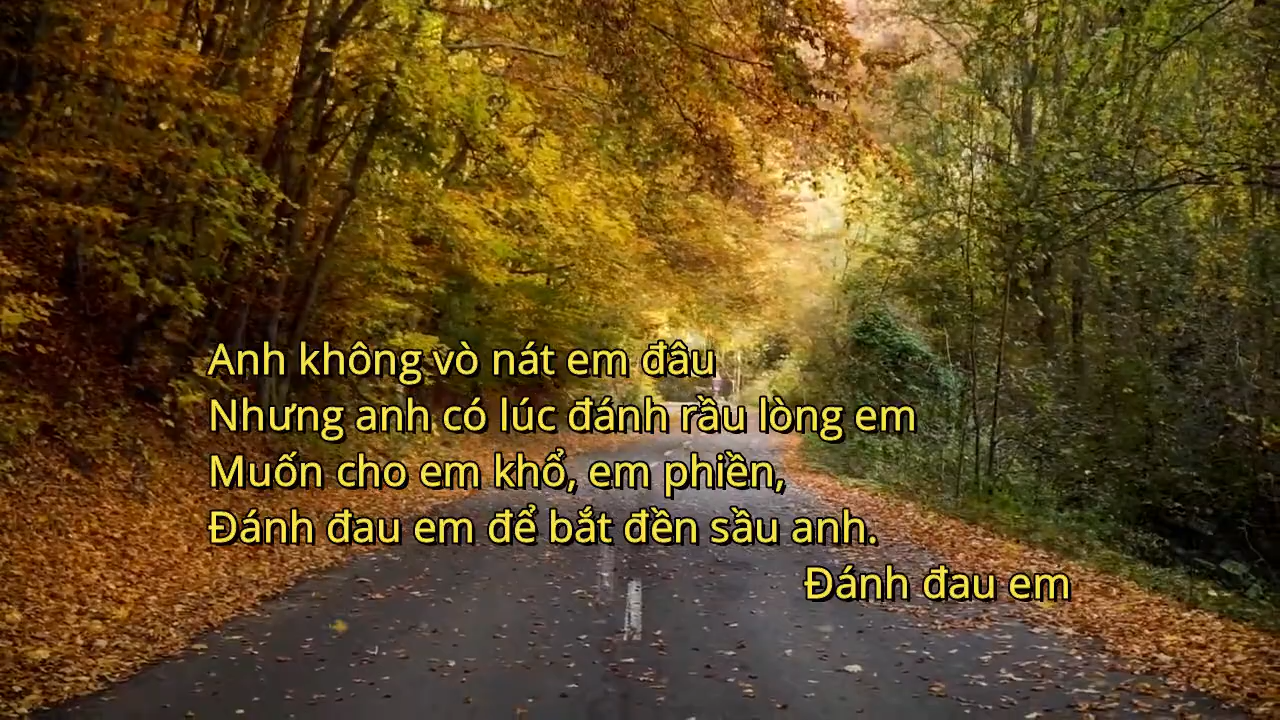 Anh không vò nát em đâu
Nhưng anh có lúc đánh rầu lòng em
Muốn cho em khổ, em phiền,
Đánh đau em để bắt đền sầu anh.
Đánh đau em